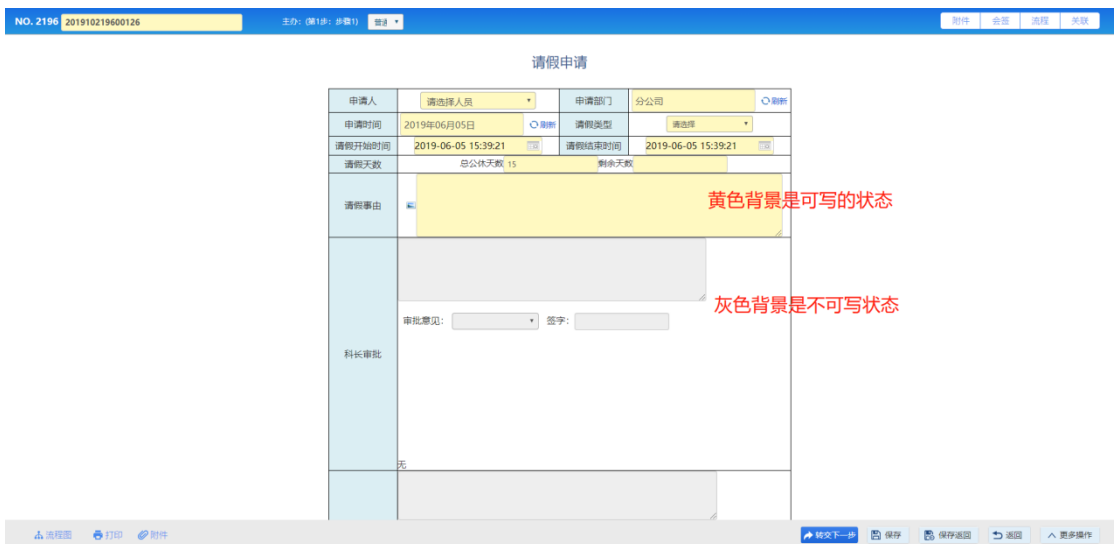 NO. 2196 201910219600126 主办: (第1步: 步骤1) 普通 附件 会签 流程 关联
请假申请
申请人 请选择人员 申请部门 分公司 刷新
申请时间 2019年06月05日 刷新 请假类型 请选择
请假开始时间 2019-06-05 15:39:21 请假结束时间 2019-06-05 15:39:21
请假天数 总公休天数 15 剩余天数
请假事由 黄色背景是可写的状态
灰色背景是不可写状态
审批意见: 签字:
科长审批
无
流程图 打印 附件 转交下一步 保存 保存返回 返回 更多操作